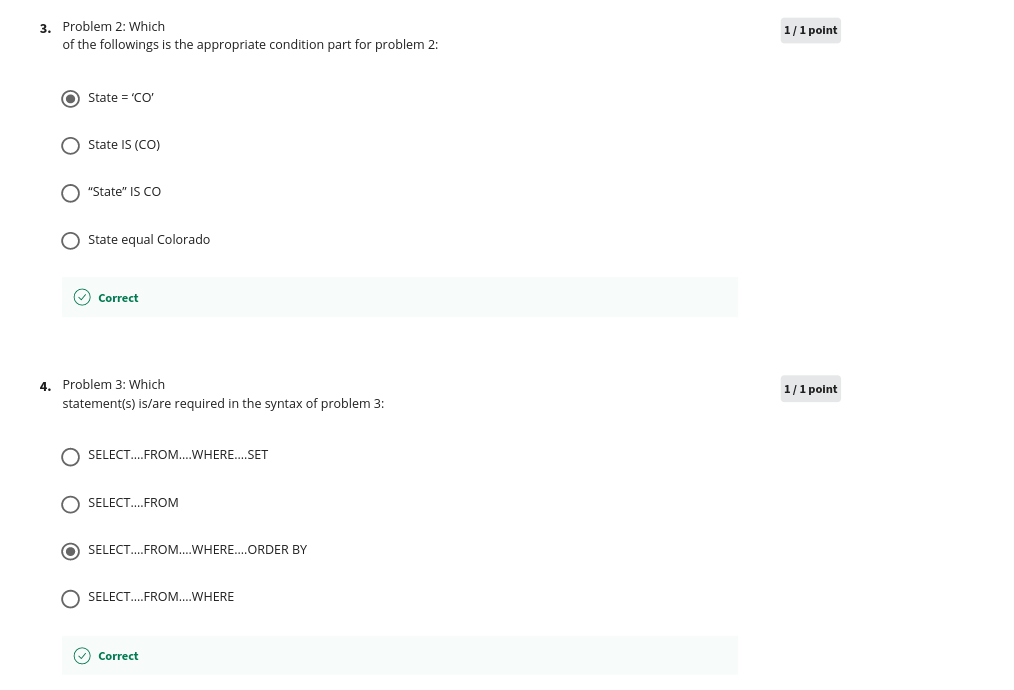 3. Problem 2: Which
1 / 1 point
of the followings is the appropriate condition part for problem 2:
State = ‘CO’
State IS (CO)
“State” IS CO
State equal Colorado
Correct
4. Problem 3: Which
1 / 1 point
statement(s) is/are required in the syntax of problem 3:
SELECT....FROM....WHERE....SET
SELECT....FROM
SELECT....FROM....WHERE....ORDER BY
SELECT....FROM....WHERE
Correct